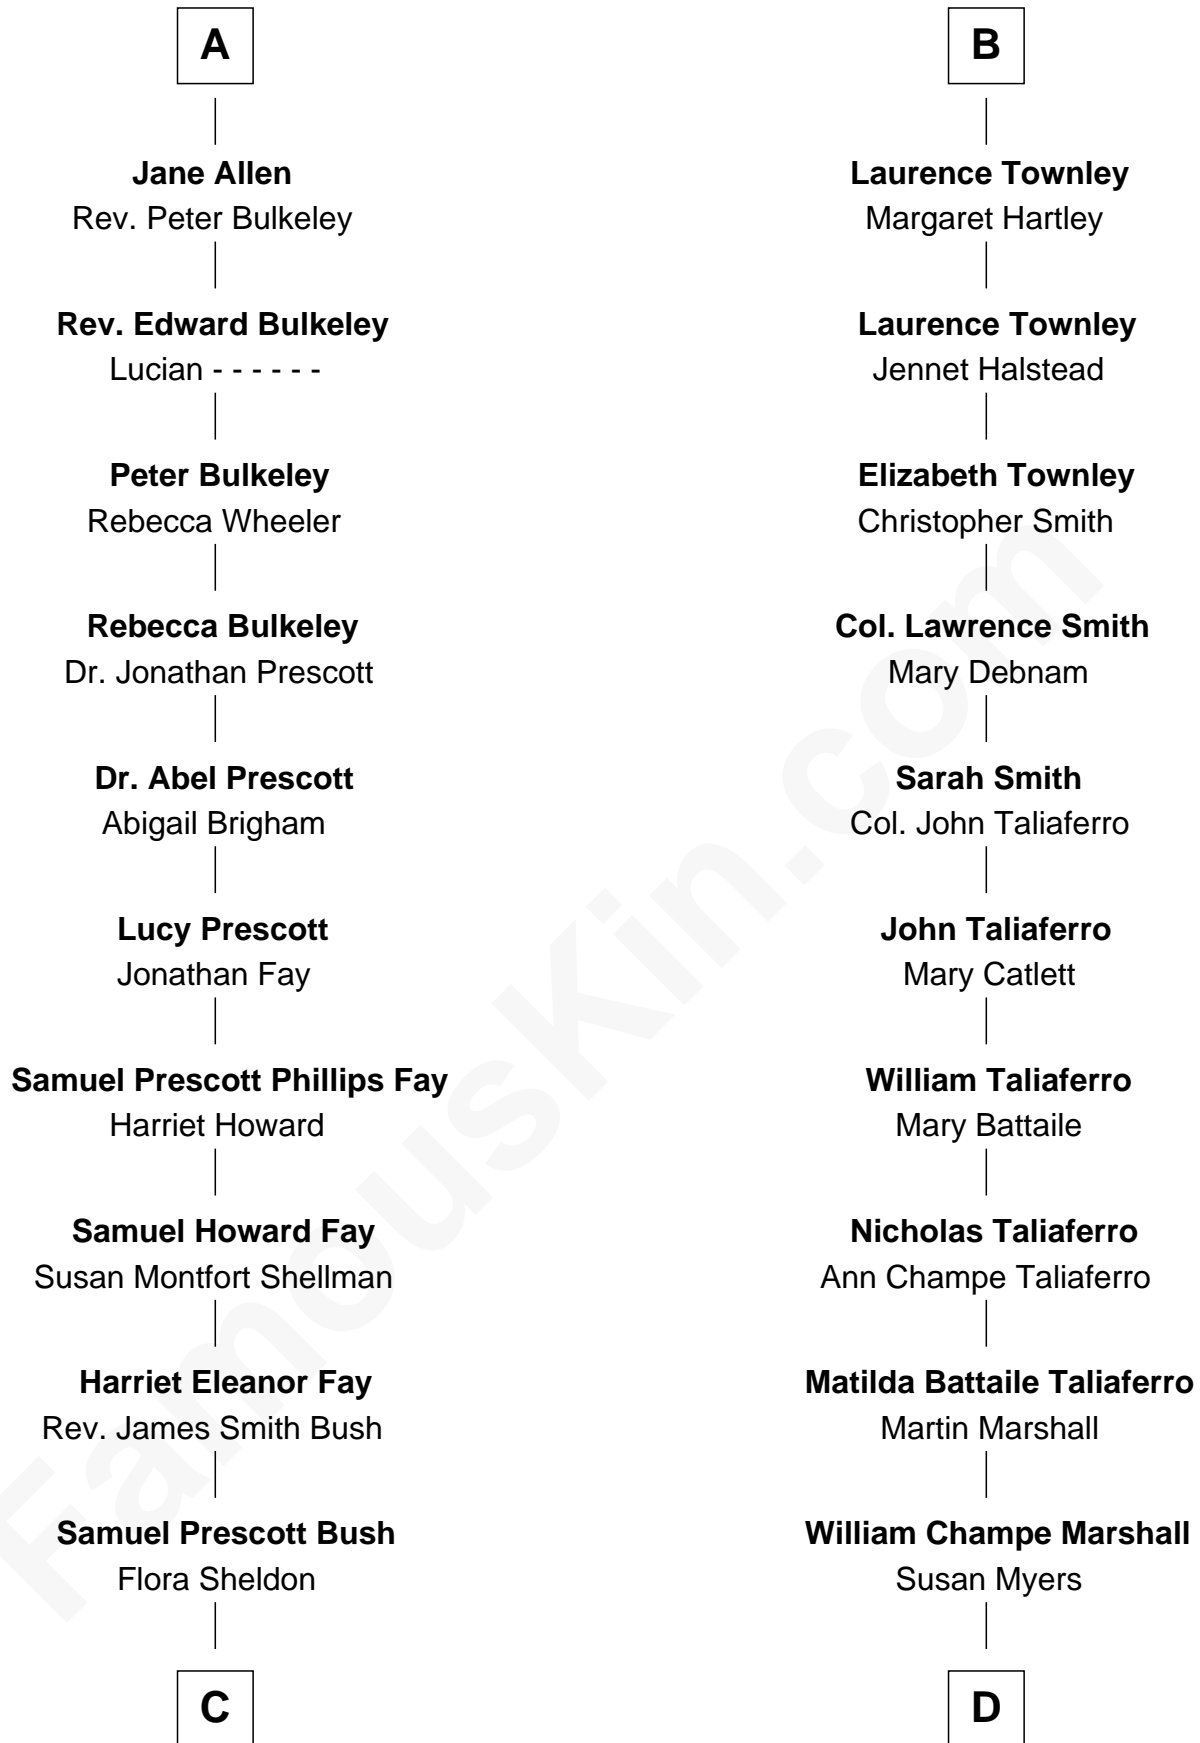 A
Jane Allen
Rev. Peter Bulkeley
Rev. Edward Bulkeley
Lucian - - - - - -
Peter Bulkeley
Rebecca Wheeler
Rebecca Bulkeley
Dr. Jonathan Prescott
Dr. Abel Prescott
Abigail Brigham
Lucy Prescott
Jonathan Fay
Samuel Prescott Phillips Fay
Harriet Howard
Samuel Howard Fay
Susan Montfort Shellman
Harriet Eleanor Fay
Rev. James Smith Bush
Samuel Prescott Bush
Flora Sheldon
C
B
Laurence Townley
Margaret Hartley
Laurence Townley
Jennet Halstead
Elizabeth Townley
Christopher Smith
Col. Lawrence Smith
Mary Debnam
Sarah Smith
Col. John Taliaferro
John Taliaferro
Mary Catlett
William Taliaferro
Mary Battaile
Nicholas Taliaferro
Ann Champe Taliaferro
Matilda Battaile Taliaferro
Martin Marshall
William Champe Marshall
Susan Myers
D
FamousKin.com